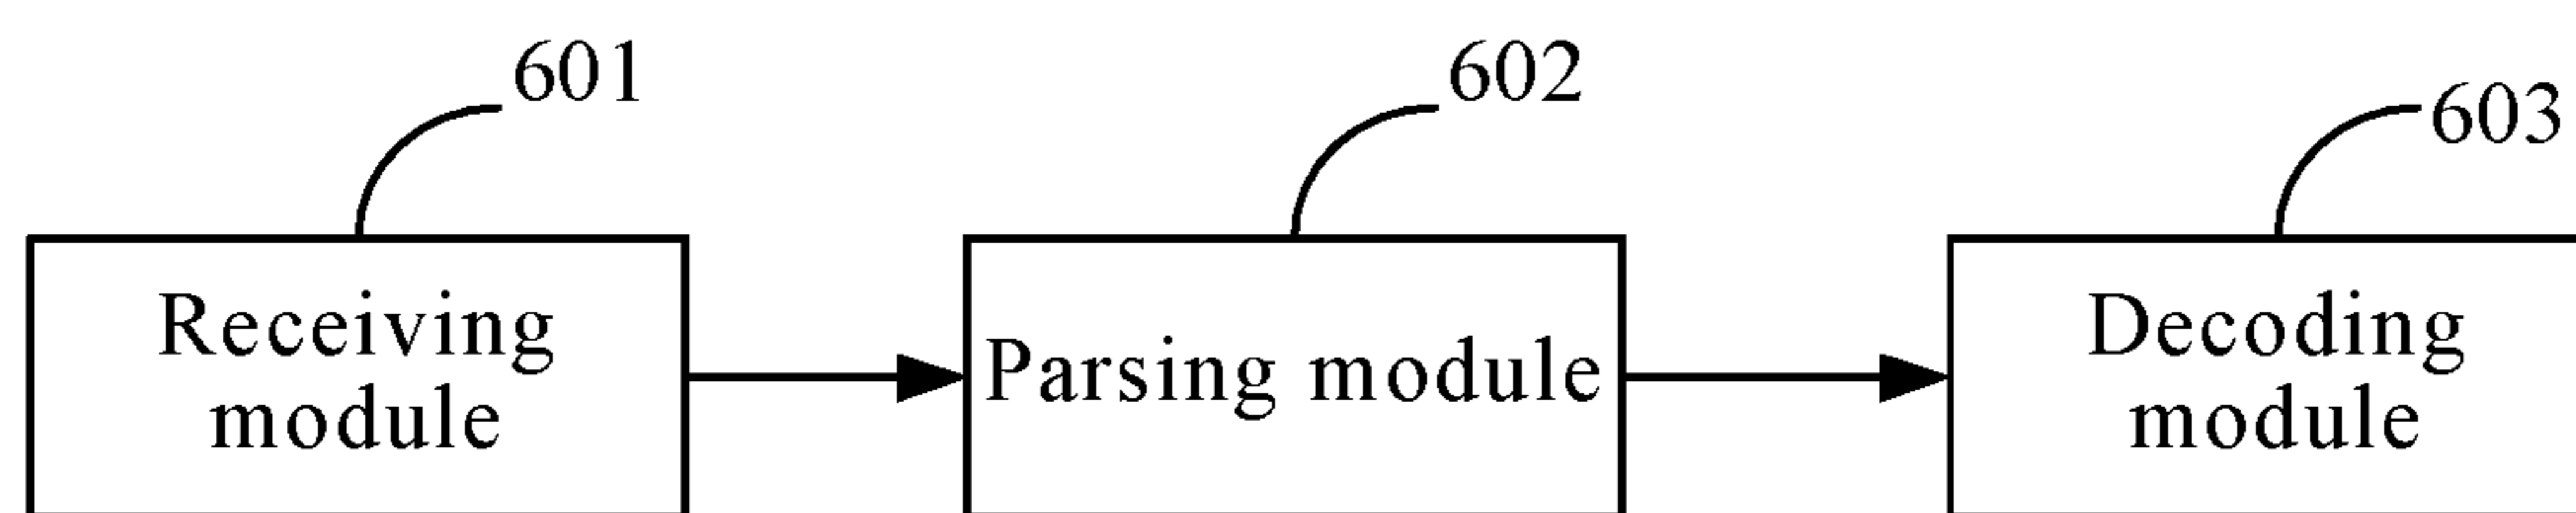 601
602
603
Receiving
module
Parsing module
Decoding
module